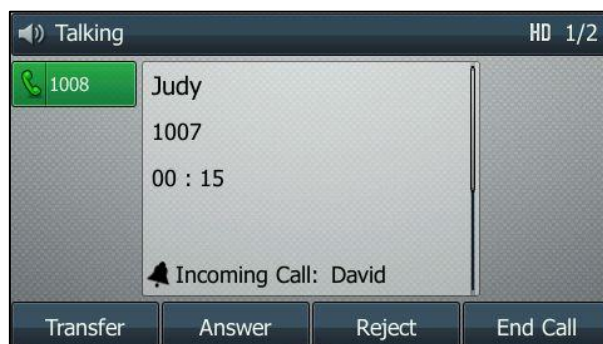 Talking HD 1/2
1008
Judy
1007
00 : 15
Incoming Call: David
Transfer Answer Reject End Call